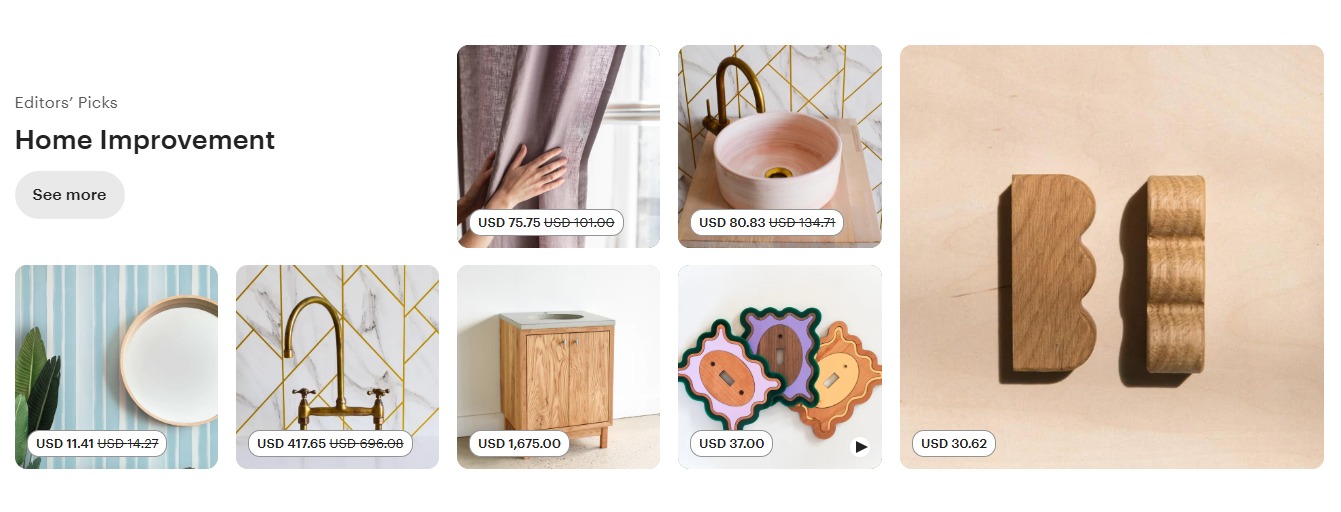 Editors’ Picks
Home Improvement
See more
USD 75.75 USD 101.00
USD 80.83 USD 134.71
USD 11.41 USD 14.27
USD 417.65 USD 696.08
USD 1,675.00
USD 37.00
USD 30.62